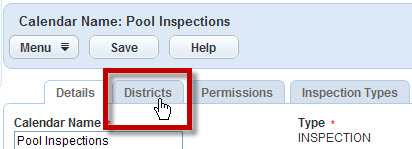 Calendar Name: Pool Inspections
Menu Save Help
Details Districts Permissions Inspection Types
Calendar Name Type *
Pool Inspections INSPECTION